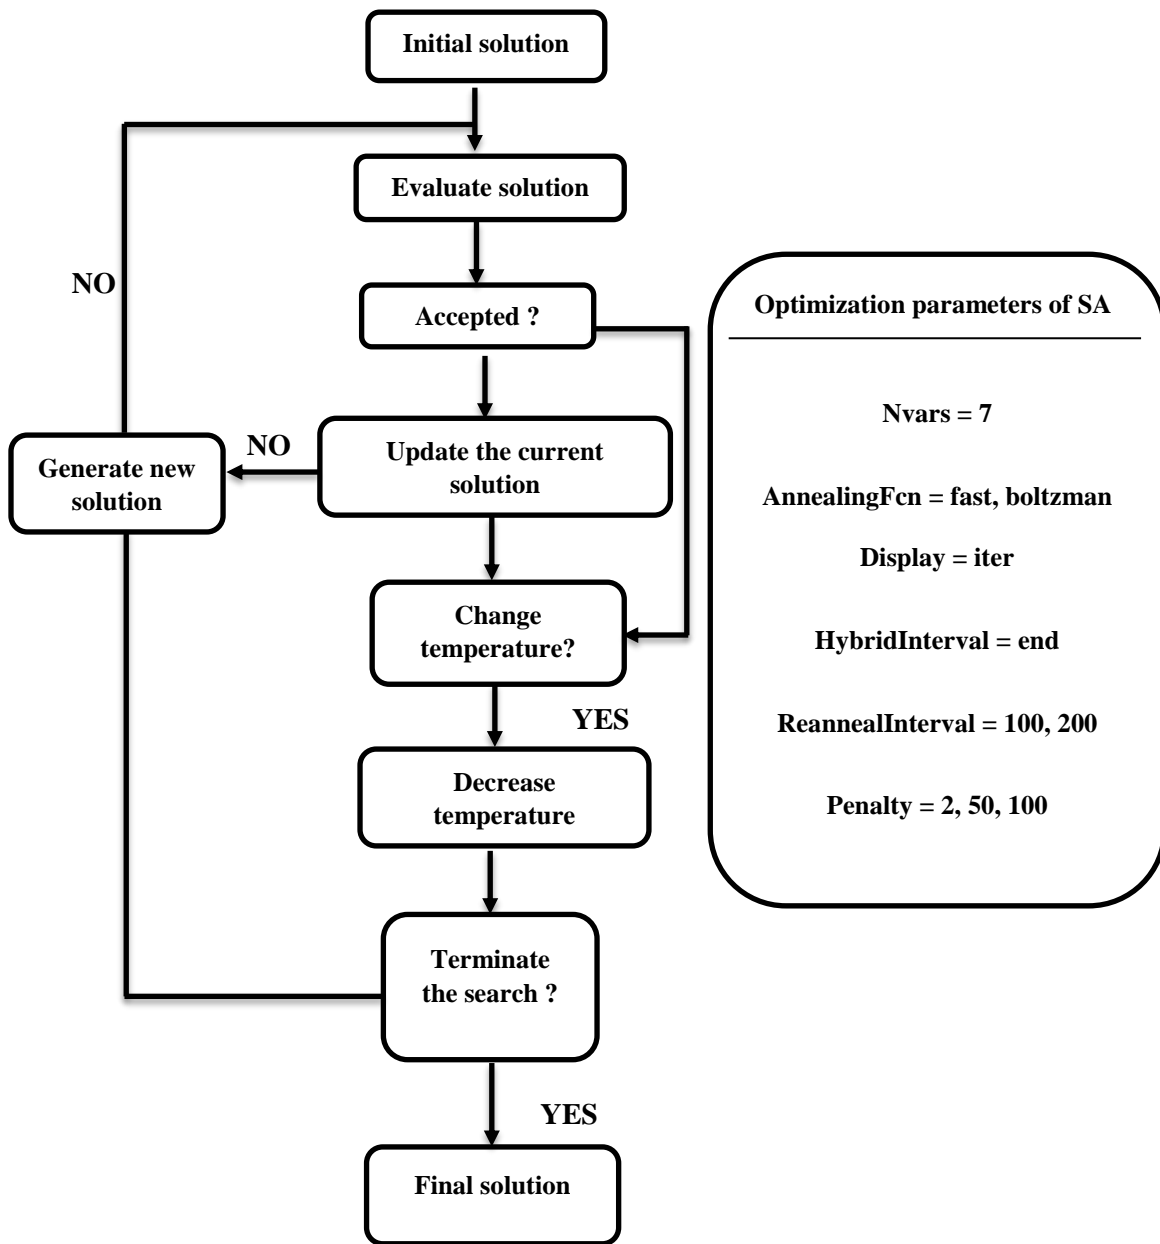 Initial solution
Evaluate solution
NO
Accepted ?
NO
Generate new
solution
Update the current
solution
Change
temperature?
YES
Decrease
temperature
Terminate
the search ?
YES
Final solution
Optimization parameters of SA
Nvars = 7
AnnealingFcn = fast, boltzman
Display = iter
HybridInterval = end
ReannealInterval = 100, 200
Penalty = 2, 50, 100